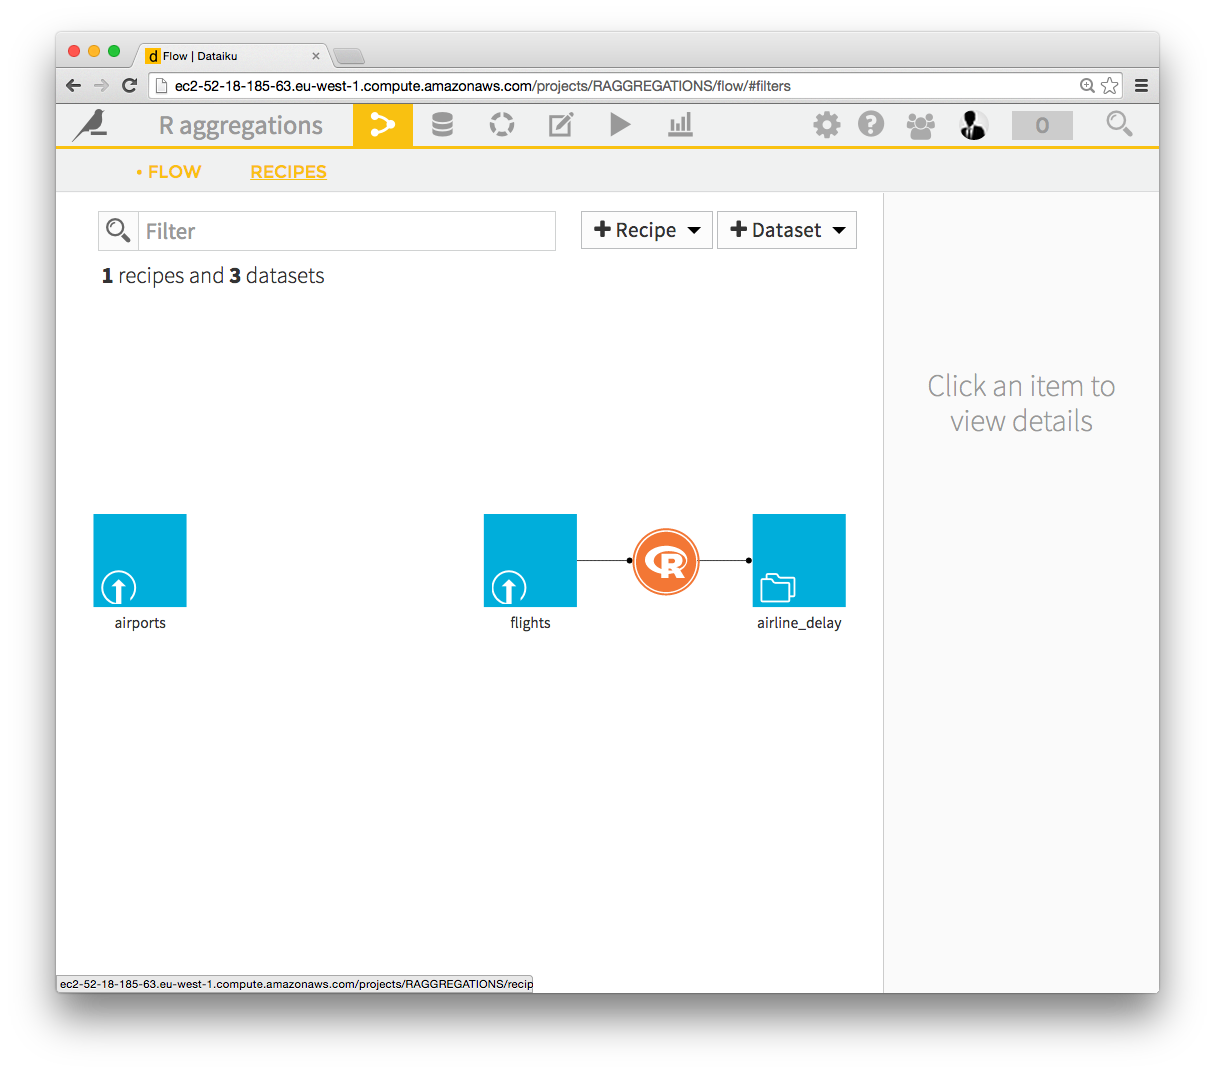 d Flow | Dataiku
ec2-52-18-185-63.eu-west-1.compute.amazonaws.com/projects/RAGGREGATIONS/flow/#filters
R aggregations
0
• FLOW RECIPES
Filter
Recipe
Dataset
1 recipes and 3 datasets
Click an item to
view details
R
airports
flights
airline_delay
ec2-52-18-185-63.eu-west-1.compute.amazonaws.com/projects/RAGGREGATIONS/recip